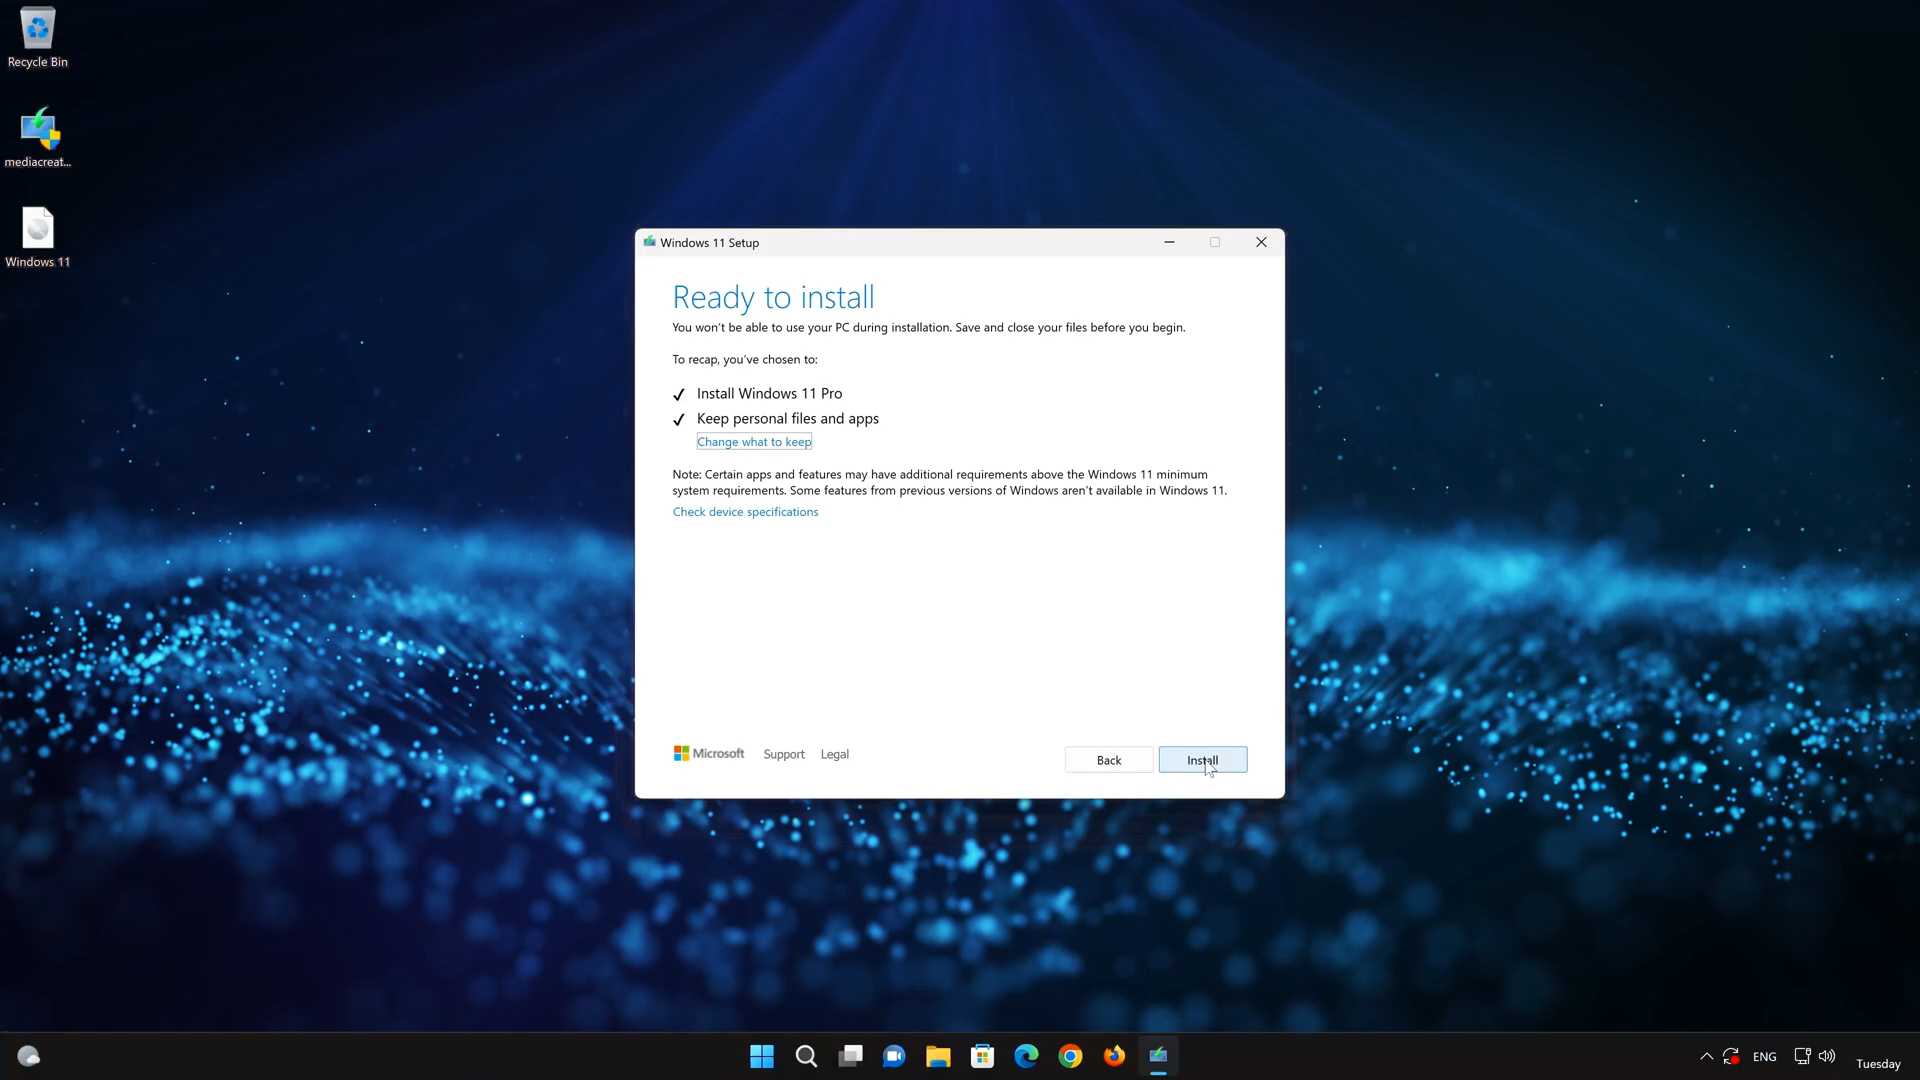 Recycle Bin
mediacreat...
Windows 11
Windows 11 Setup
Ready to install
You won't be able to use your PC during installation. Save and close your files before you begin.
To recap, you've chosen to:
Install Windows 11 Pro
Keep personal files and apps
Change what to keep
Note: Certain apps and features may have additional requirements above the Windows 11 minimum
system requirements. Some features from previous versions of Windows aren't available in Windows 11.
Check device specifications
Microsoft Support Legal
Back Install
ENG
Tuesday